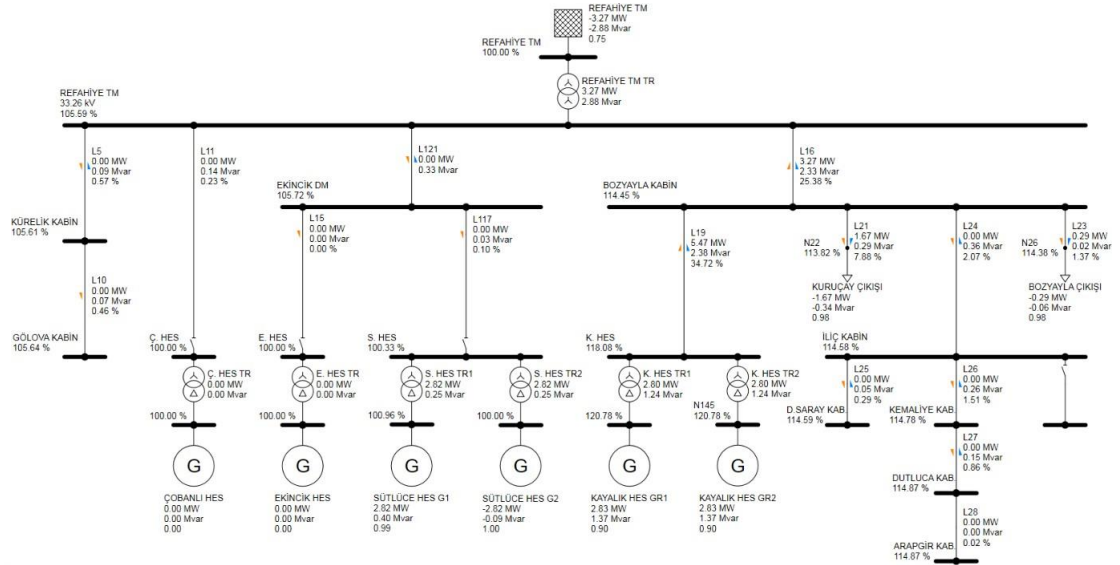 REFAHİYE TM
-3.27 MW
-2.88 Mvar
0.75
REFAHİYE TM
100.00 %
REFAHİYE TM TR
3.27 MW
2.88 Mvar
REFAHİYE TM
33.26 kV
105.59 %
L5
0.00 MW
0.09 Mvar
0.57 %
L11
0.00 MW
0.14 Mvar
0.23 %
L121
0.00 MW
0.33 Mvar
L16
3.27 MW
2.33 Mvar
25.38 %
EKİNCİK DM
105.72 %
BOZYAYLA KABİN
114.45 %
KÜRELİK KABİN
105.61 %
L15
0.00 MW
0.00 Mvar
0.00 %
L117
0.00 MW
0.03 Mvar
0.10 %
L19
5.47 MW
2.38 Mvar
34.72 %
N22
113.82 %
L21
1.67 MW
0.29 Mvar
7.88 %
L24
0.00 MW
0.36 Mvar
2.07 %
N26
114.38 %
L23
0.29 MW
0.02 Mvar
1.37 %
L10
0.00 MW
0.07 Mvar
0.46 %
KURUÇAY ÇIKIŞI
-1.67 MW
-0.34 Mvar
0.98
BOZYAYLA ÇIKIŞI
-0.29 MW
-0.06 Mvar
0.98
GÖLOVA KABİN
105.64 %
Ç. HES
100.00 %
E. HES
100.00 %
S. HES
100.33 %
K. HES
118.08 %
İLİÇ KABİN
114.58 %
Ç. HES TR
0.00 MW
0.00 Mvar
E. HES TR
0.00 MW
0.00 Mvar
S. HES TR1
2.82 MW
0.25 Mvar
S. HES TR2
2.82 MW
0.25 Mvar
K. HES TR1
2.80 MW
1.24 Mvar
K. HES TR2
2.80 MW
1.24 Mvar
L25
0.00 MW
0.05 Mvar
0.29 %
L26
0.00 MW
0.26 Mvar
1.51 %
100.00 %
100.00 %
100.96 %
100.00 %
120.78 %
N145
120.78 %
D.SARAY KAB.
114.59 %
KEMALİYE KAB.
114.78 %
L27
0.00 MW
0.15 Mvar
0.86 %
G
G
G
G
G
G
DUTLUCA KAB.
114.87 %
ÇOBANLI HES
0.00 MW
0.00 Mvar
0.00
EKİNCİK HES
0.00 MW
0.00 Mvar
0.00
SÜTLÜCE HES G1
2.82 MW
0.40 Mvar
0.99
SÜTLÜCE HES G2
-2.82 MW
-0.09 Mvar
1.00
KAYALIK HES GR1
2.83 MW
1.37 Mvar
0.90
KAYALIK HES GR2
2.83 MW
1.37 Mvar
0.90
L28
0.00 MW
0.00 Mvar
0.02 %
ARAPGİR KAB.
114.87 %